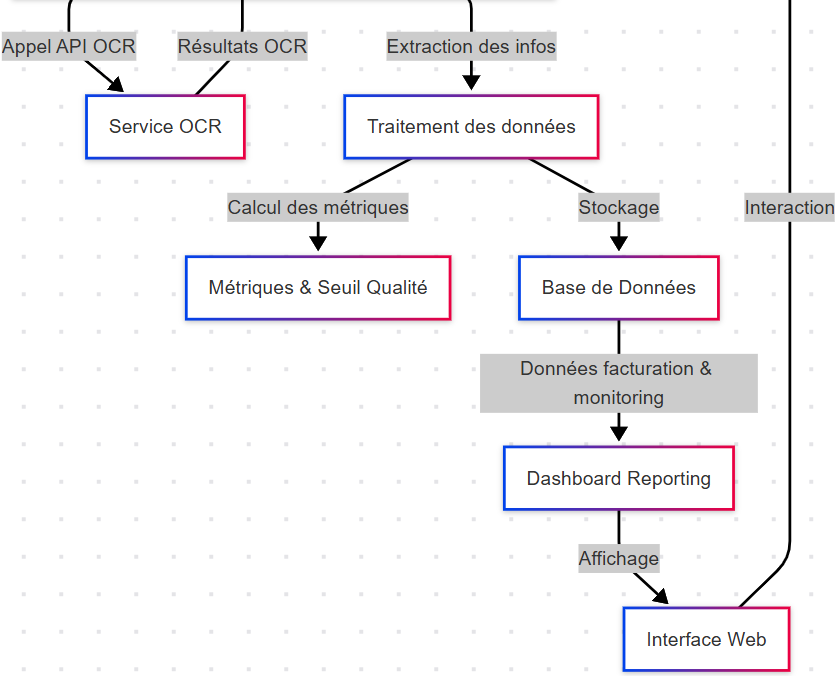 Appel API OCR
Résultats OCR
Extraction des infos
Service OCR
Traitement des données
Calcul des métriques
Stockage
Interaction
Métriques & Seuil Qualité
Base de Données
Données facturation &
monitoring
Dashboard Reporting
Affichage
Interface Web